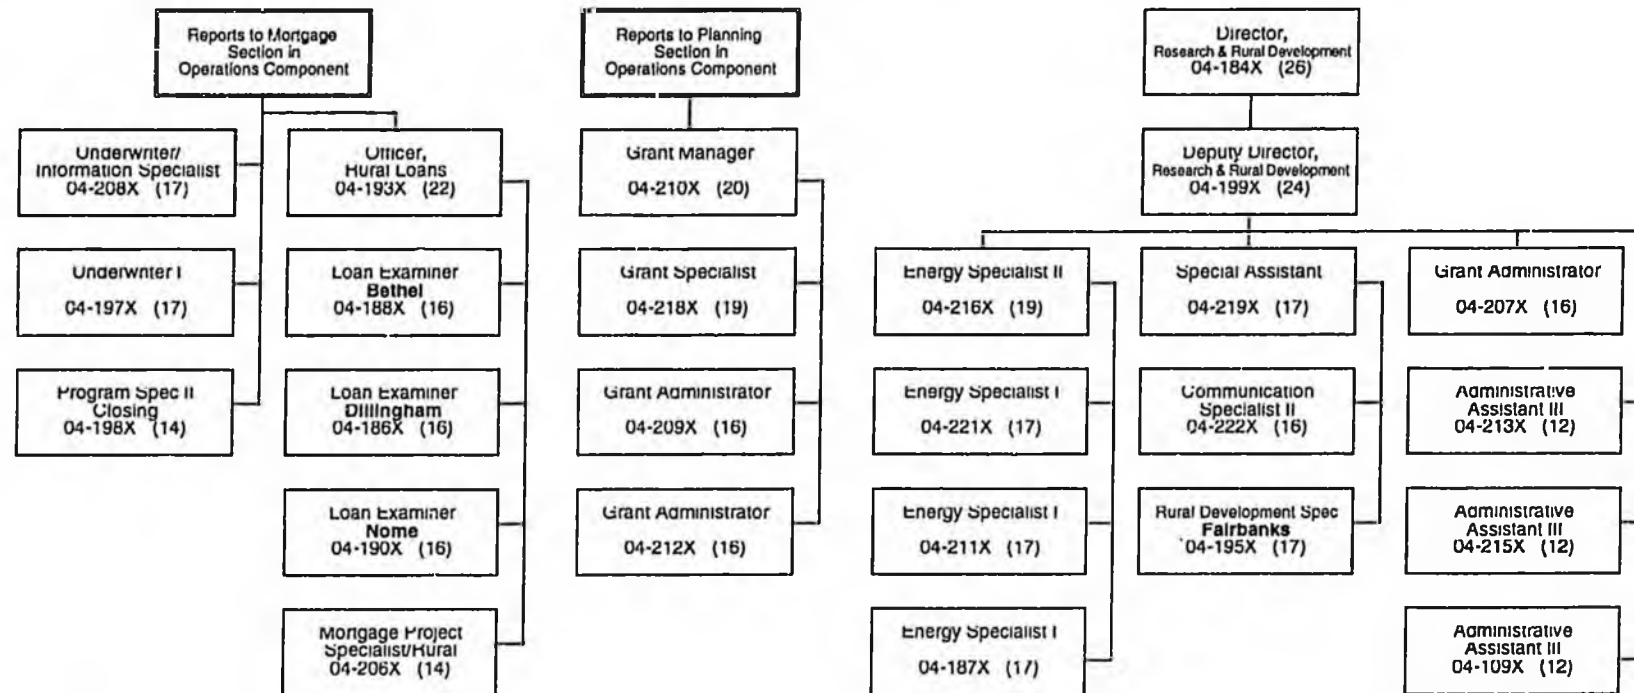 Reports to Mortgage
Section in
Operations Component
Underwriter/
Information Specialist
04-208X (17)
Underwriter I
04-197X (17)
Program Spec II
Closing
04-198X (14)
Officer,
Rural Loans
04-193X (22)
Loan Examiner
Bethel
04-188X (16)
Loan Examiner
Dillingham
04-186X (16)
Loan Examiner
Nome
04-190X (16)
Mortgage Project
Specialist/Rural
04-206X (14)
Reports to Planning
Section in
Operations Component
Grant Manager
04-210X (20)
Grant Specialist
04-218X (19)
Grant Administrator
04-209X (16)
Grant Administrator
04-212X (16)
Director,
Research & Rural Development
04-184X (26)
Deputy Director,
Research & Rural Development
04-199X (24)
Energy Specialist II
04-216X (19)
Energy Specialist I
04-221X (17)
Energy Specialist I
04-211X (17)
Energy Specialist I
04-187X (17)
Special Assistant
04-219X (17)
Communication
Specialist II
04-222X (16)
Rural Development Spec
Fairbanks
04-195X (17)
Grant Administrator
04-207X (16)
Administrative
Assistant III
04-213X (12)
Administrative
Assistant III
04-215X (12)
Administrative
Assistant III
04-109X (12)